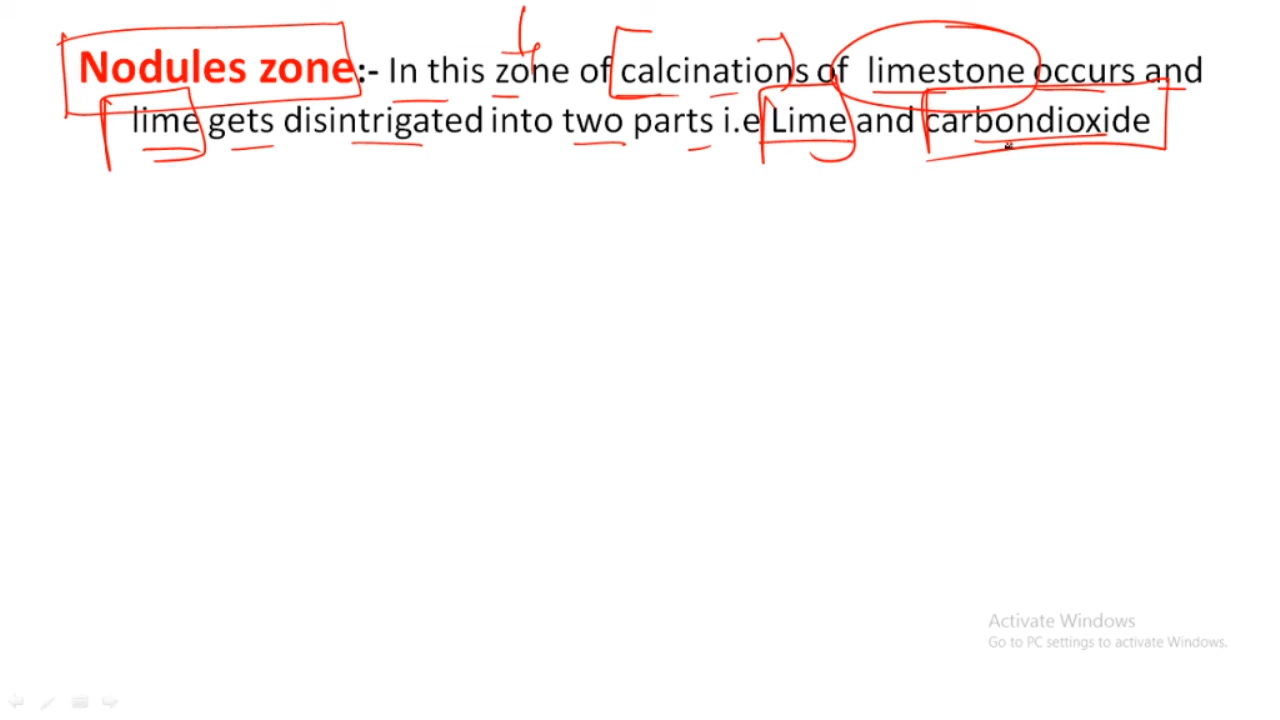 Nodules zone:- In this zone of calcinations of limestone occurs and
lime gets disintrigated into two parts i.e Lime and carbondioxide
Activate Windows
Go to PC settings to activate Windows.